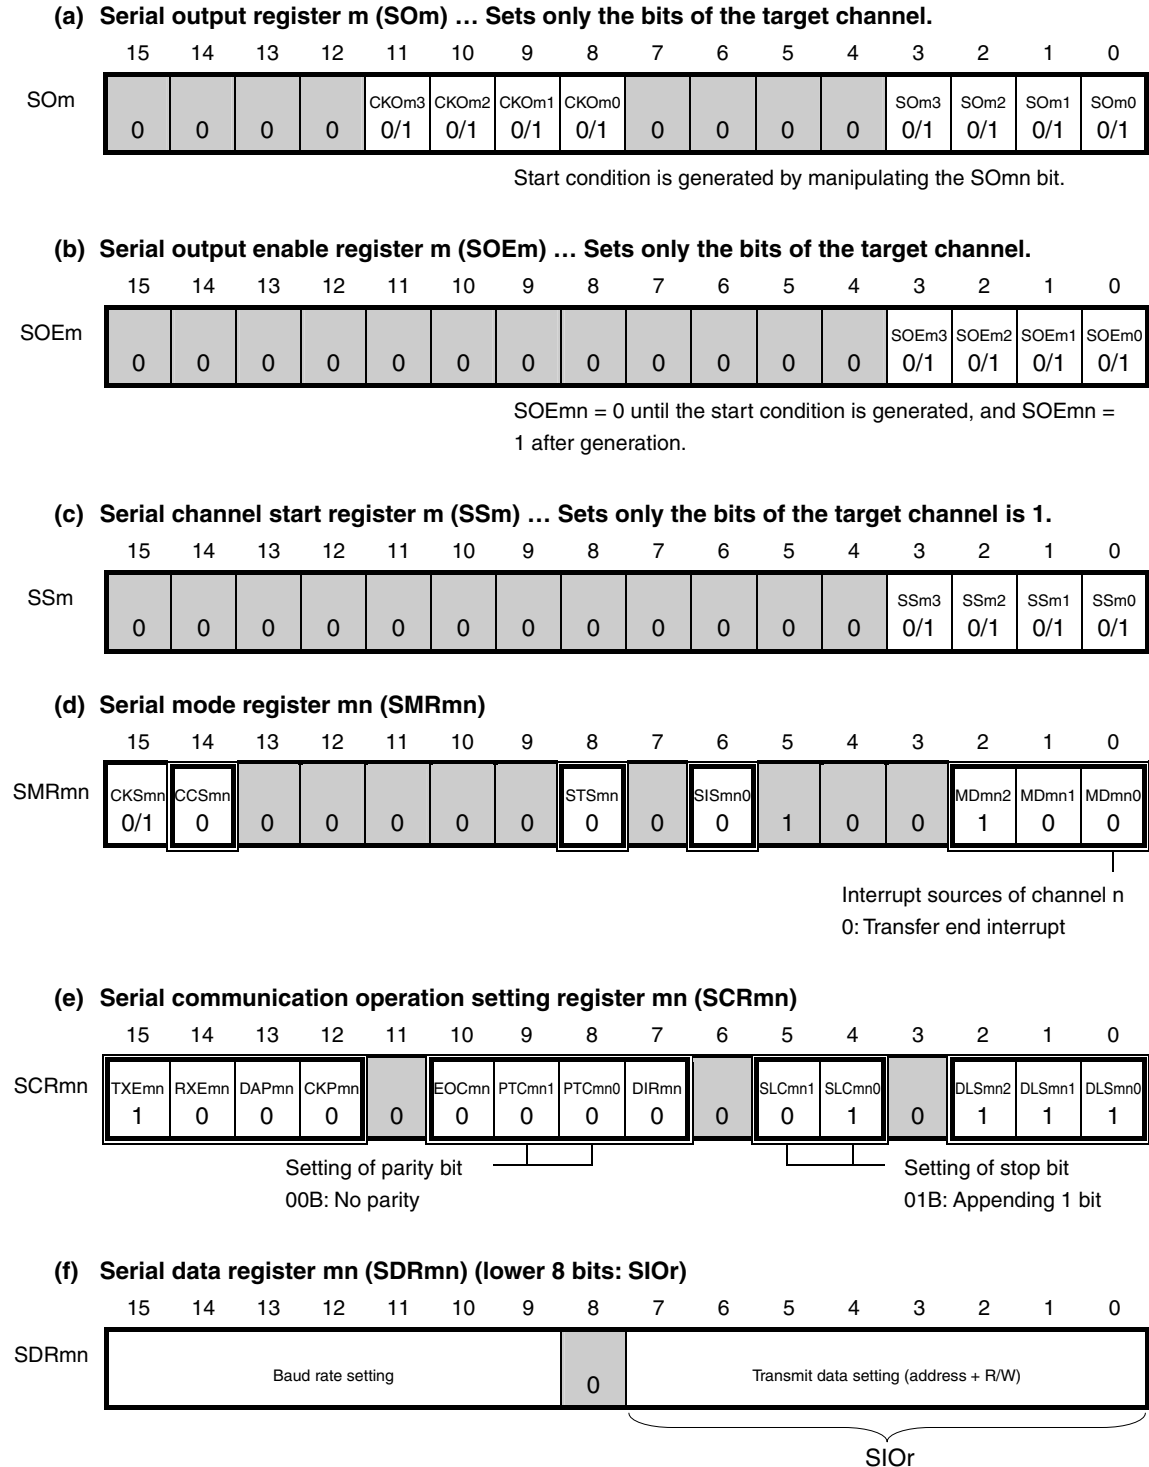 (a) Serial output register m (SOm) … Sets only the bits of the target channel.
15 14 13 12 11 10 9 8 7 6 5 4 3 2 1 0
SOm
CKOm3 CKOm2 CKOm1 CKOm0 SOm3 SOm2 SOm1 SOm0
0 0 0 0 0/1 0/1 0/1 0/1 0 0 0 0 0/1 0/1 0/1 0/1
Start condition is generated by manipulating the SOmn bit.
(b) Serial output enable register m (SOEm) … Sets only the bits of the target channel.
15 14 13 12 11 10 9 8 7 6 5 4 3 2 1 0
SOEm
SOEm3 SOEm2 SOEm1 SOEm0
0 0 0 0 0 0 0 0 0 0 0 0 0/1 0/1 0/1 0/1
SOEmn = 0 until the start condition is generated, and SOEmn =
1 after generation.
(c) Serial channel start register m (SSm) … Sets only the bits of the target channel is 1.
15 14 13 12 11 10 9 8 7 6 5 4 3 2 1 0
SSm
SSm3 SSm2 SSm1 SSm0
0 0 0 0 0 0 0 0 0 0 0 0 0/1 0/1 0/1 0/1
(d) Serial mode register mn (SMRmn)
15 14 13 12 11 10 9 8 7 6 5 4 3 2 1 0
SMRmn
CKSmn CCSmn STSmn SISmn0 MDmn2 MDmn1 MDmn0
0/1 0 0 0 0 0 0 0 0 0 1 0 0 1 0 0
Interrupt sources of channel n
0: Transfer end interrupt
(e) Serial communication operation setting register mn (SCRmn)
15 14 13 12 11 10 9 8 7 6 5 4 3 2 1 0
SCRmn
TXEmn RXEmn DAPmn CKPmn EOCmn PTCmn1 PTCmn0 DIRmn SLCmn1 SLCmn0 DLSmn2 DLSmn1 DLSmn0
1 0 0 0 0 0 0 0 0 0 0 1 0 1 1 1
Setting of parity bit Setting of stop bit
00B: No parity 01B: Appending 1 bit
(f) Serial data register mn (SDRmn) (lower 8 bits: SIOr)
15 14 13 12 11 10 9 8 7 6 5 4 3 2 1 0
SDRmn
Baud rate setting 0 Transmit data setting (address + R/W)
SIOr